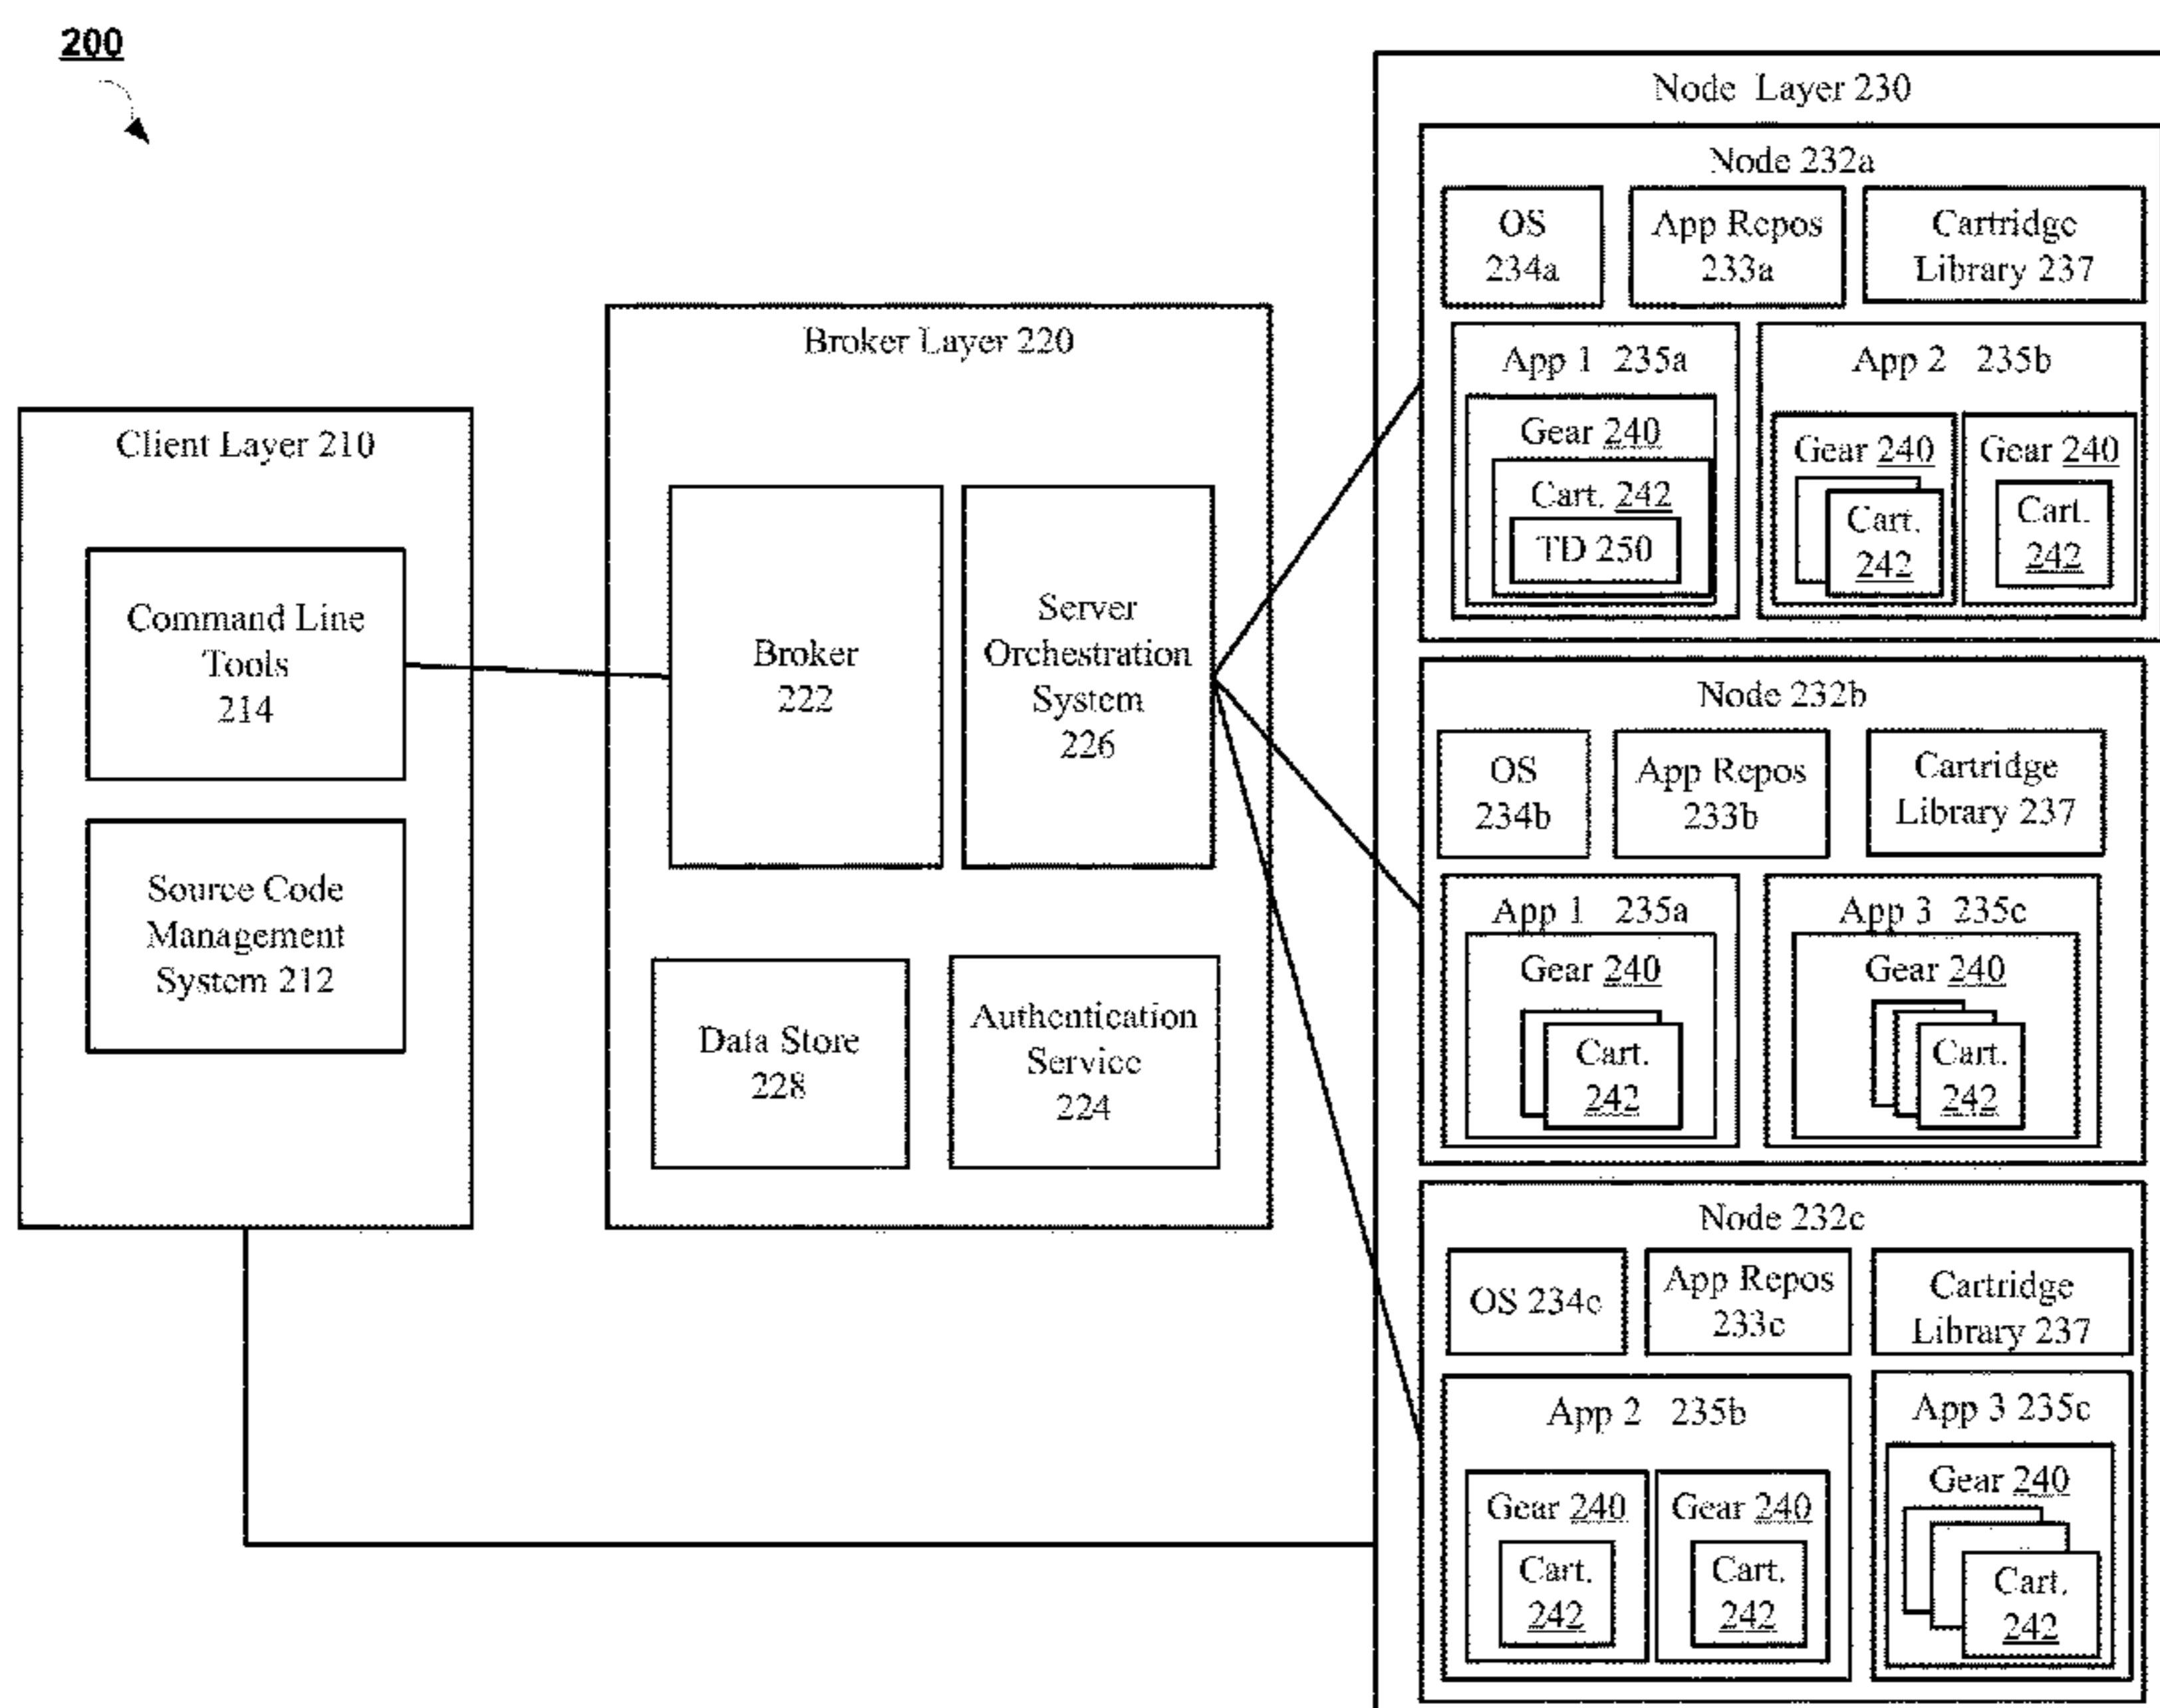 200
Client Layer 210
Command Line
Tools
214
Source Code
Management
System 212
Broker Layer 220
Broker
222
Server
Orchestration
System
226
Data Store
228
Authentication
Service
224
Node Layer 230
Node 232a
OS
234a
App Repos
233a
Cartridge
Library 237
App 1 235a
Gear 240
Cart. 242
TD 250
App 2 235b
Gear 240
Cart.
242
Gear 240
Cart.
242
Node 232b
OS
234b
App Repos
233b
Cartridge
Library 237
App 1 235a
Gear 240
Cart.
242
App 3 235c
Gear 240
Cart.
242
Node 232c
OS 234c
App Repos
233c
Cartridge
Library 237
App 2 235b
Gear 240
Cart.
242
Gear 240
Cart.
242
App 3 235c
Gear 240
Cart.
242